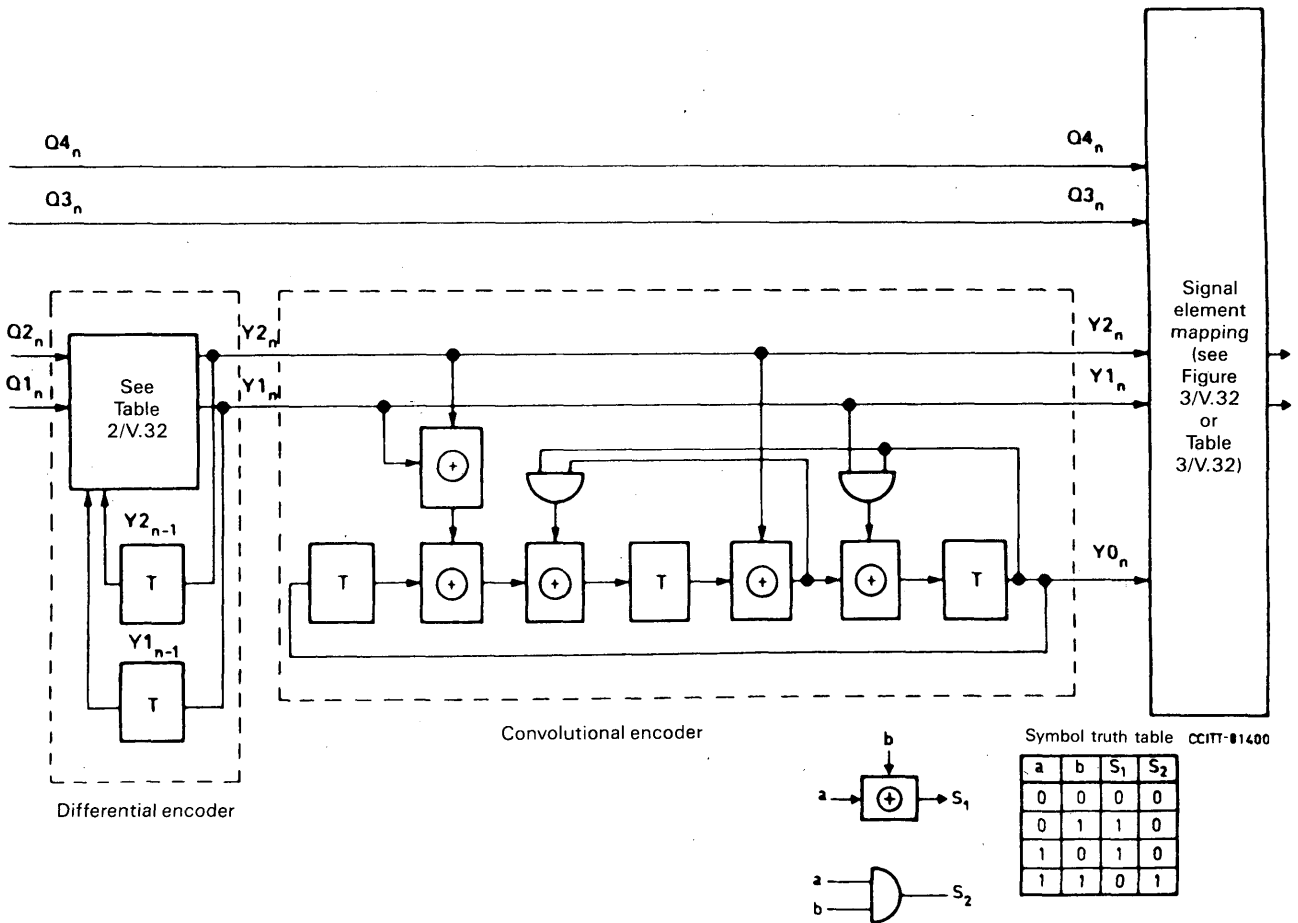 Q4n Q4n
Q3n Q3n
Q2n Y2n Y2n
Q1n Y1n Y1n
See
Table
2/V.32
Signal
element
mapping
(see
Figure
3/V.32
or
Table
3/V.32)
+
Y2n-1
T
Y1n-1
T
T + + T + + T Y0n
Convolutional encoder
Differential encoder
b
a + S1
a
b S2
Symbol truth table CCITT-81400
a b S1 S2
0 0 0 0
0 1 1 0
1 0 1 0
1 1 0 1